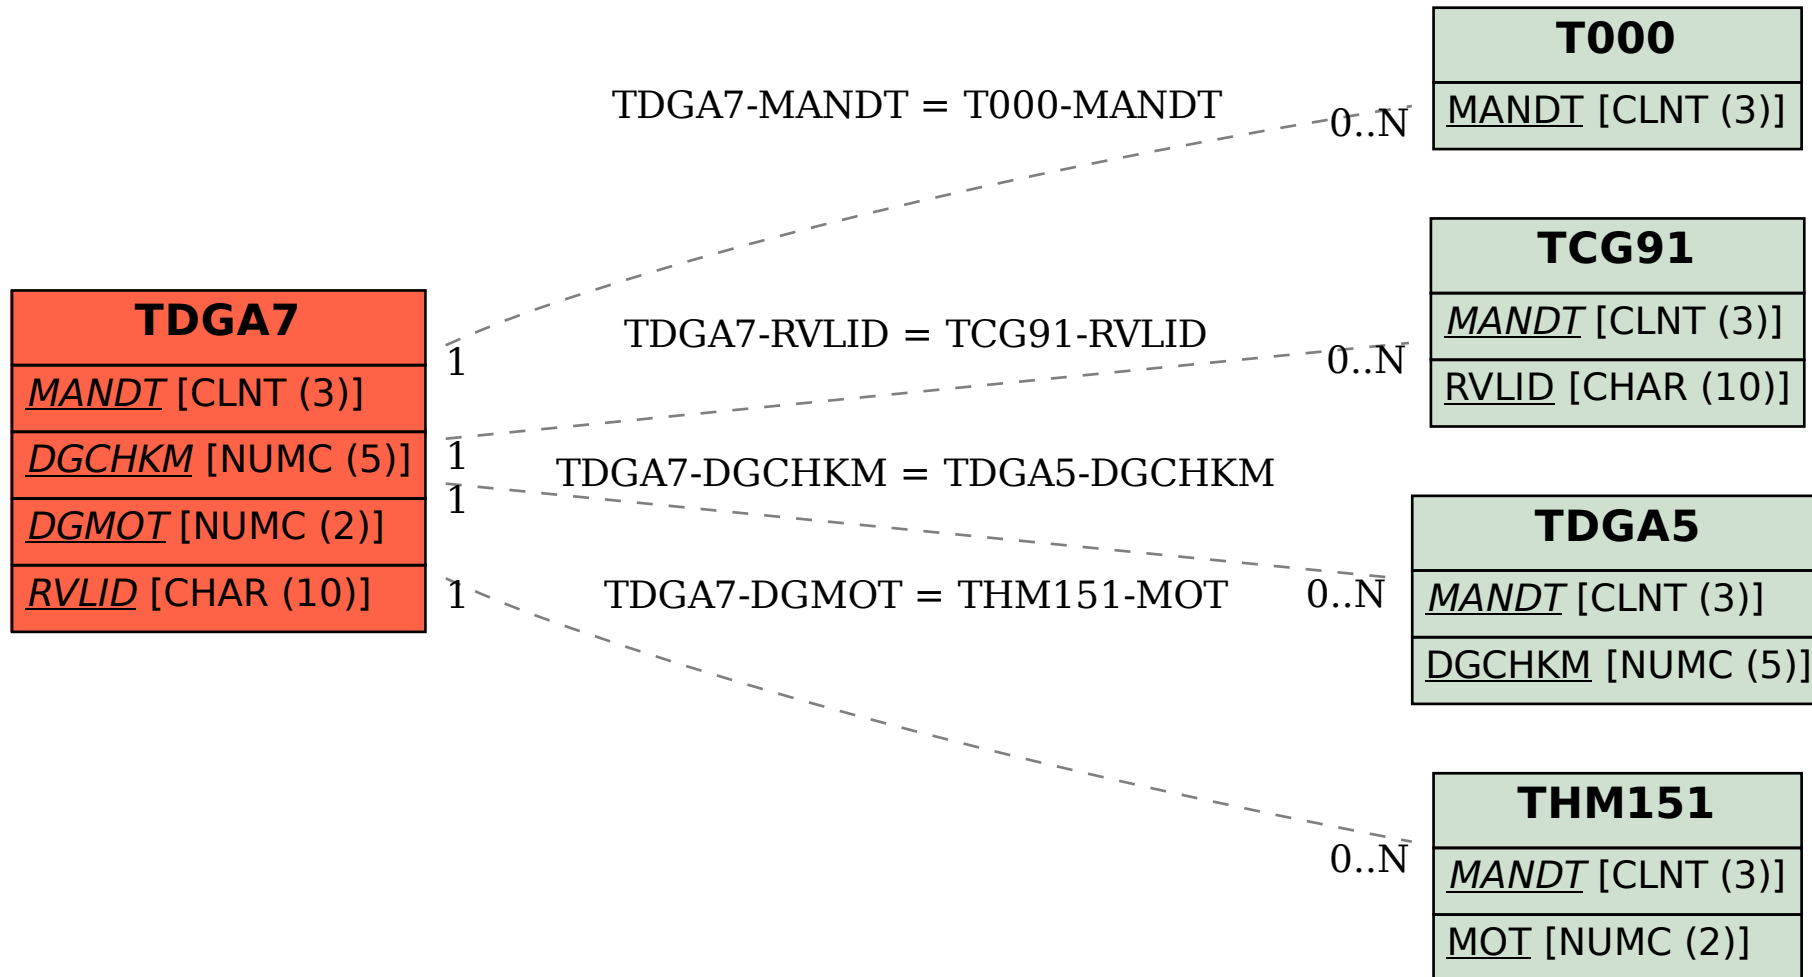 T000
MANDT [CLNT (3)]
TDGA7-MANDT = T000-MANDT
0..N
TCG91
MANDT [CLNT (3)]
RVLID [CHAR (10)]
TDGA7
MANDT [CLNT (3)]
DGCHKM [NUMC (5)]
DGMOT [NUMC (2)]
RVLID [CHAR (10)]
1
TDGA7-RVLID = TCG91-RVLID
0..N
1
TDGA7-DGCHKM = TDGA5-DGCHKM
1
TDGA5
MANDT [CLNT (3)]
DGCHKM [NUMC (5)]
1
TDGA7-DGMOT = THM151-MOT
0..N
THM151
MANDT [CLNT (3)]
MOT [NUMC (2)]
0..N